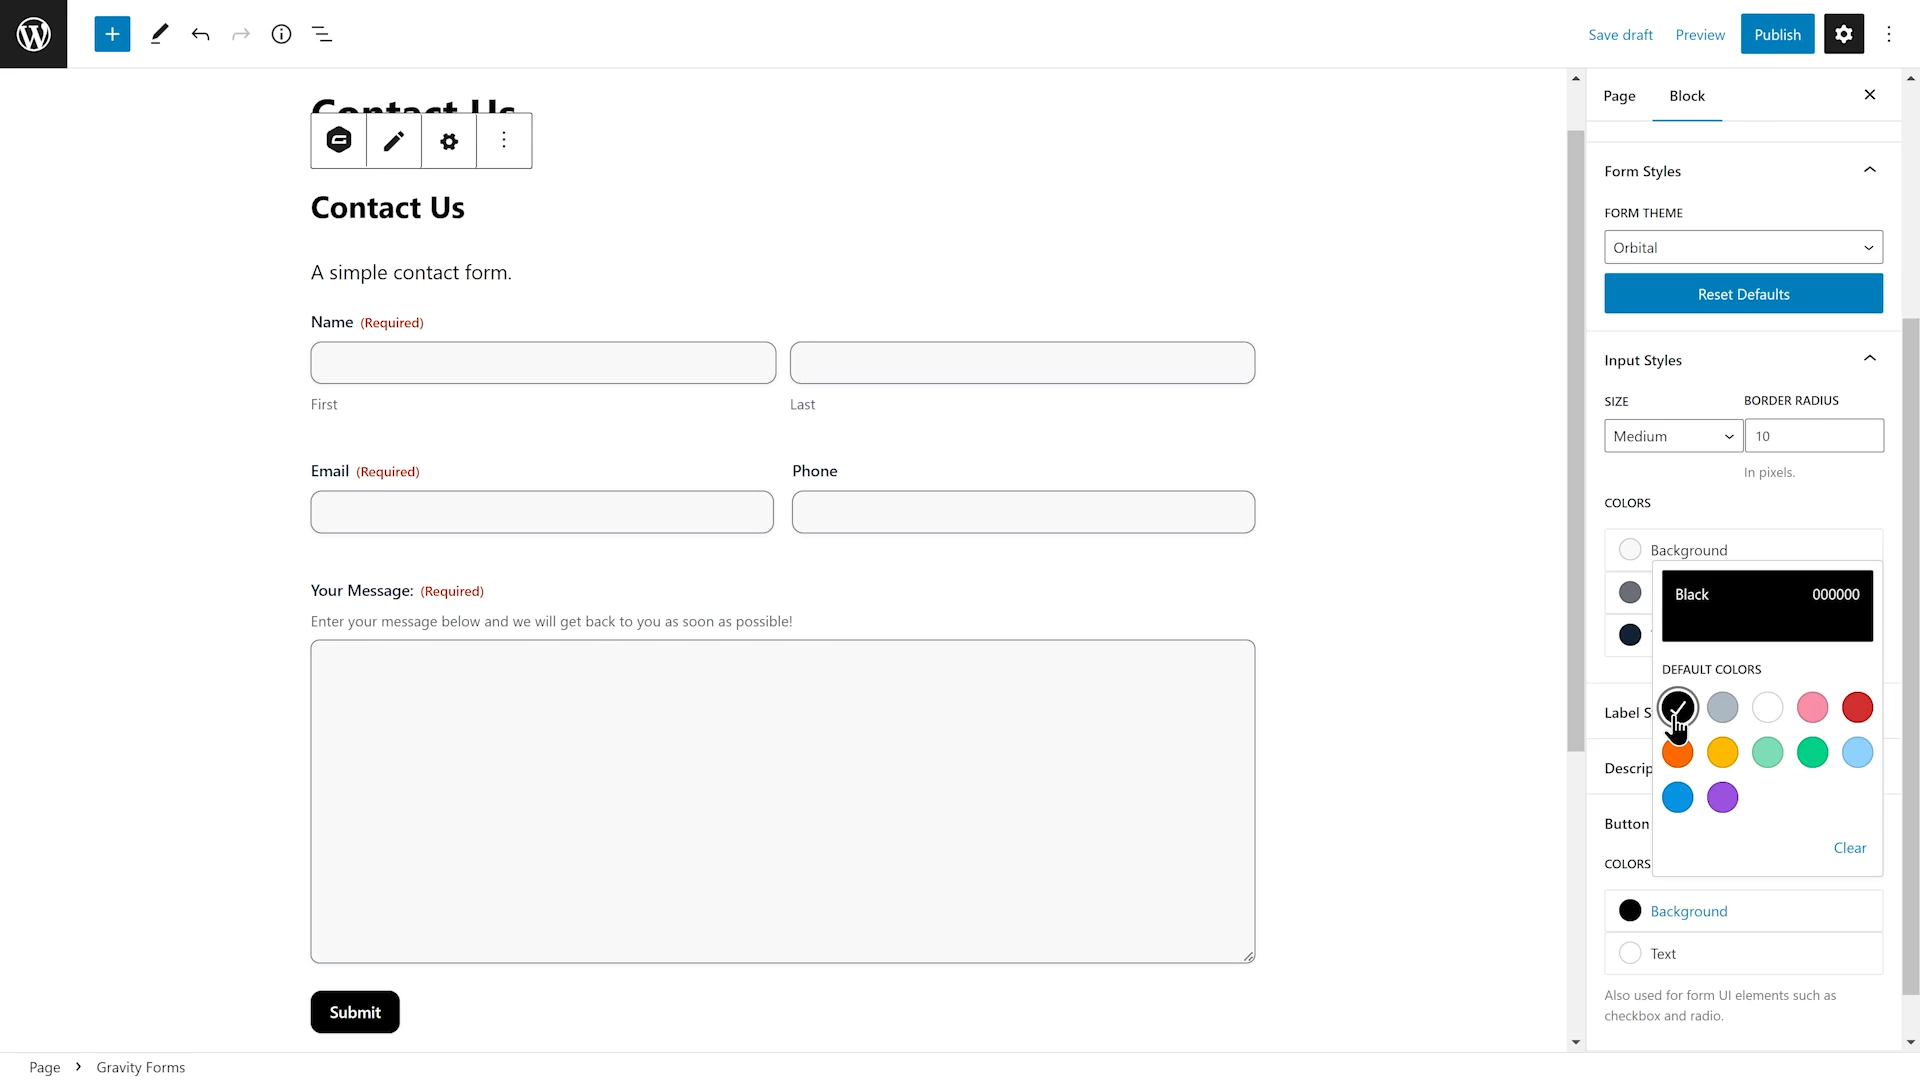 Save draft
Preview
Publish
Contact Us
Contact Us
A simple contact form.
Name (Required)
First
Last
Email (Required)
Phone
Your Message: (Required)
Enter your message below and we will get back to you as soon as possible!
Submit
Page > Gravity Forms
Page
Block
Form Styles
FORM THEME
Orbital
Reset Defaults
Input Styles
SIZE
BORDER RADIUS
Medium
10
In pixels.
COLORS
Background
Black 000000
DEFAULT COLORS
Label S
Descrip
Button
Clear
COLORS
Background
Text
Also used for form UI elements such as
checkbox and radio.